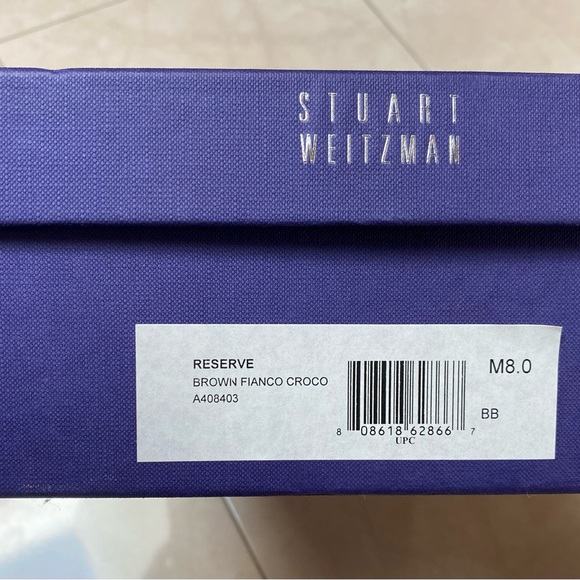 STUART
WEITZMAN
RESERVE
BROWN FIANCO CROCO
A408403
M8.0
BB
8 08618 62866 7
UPC